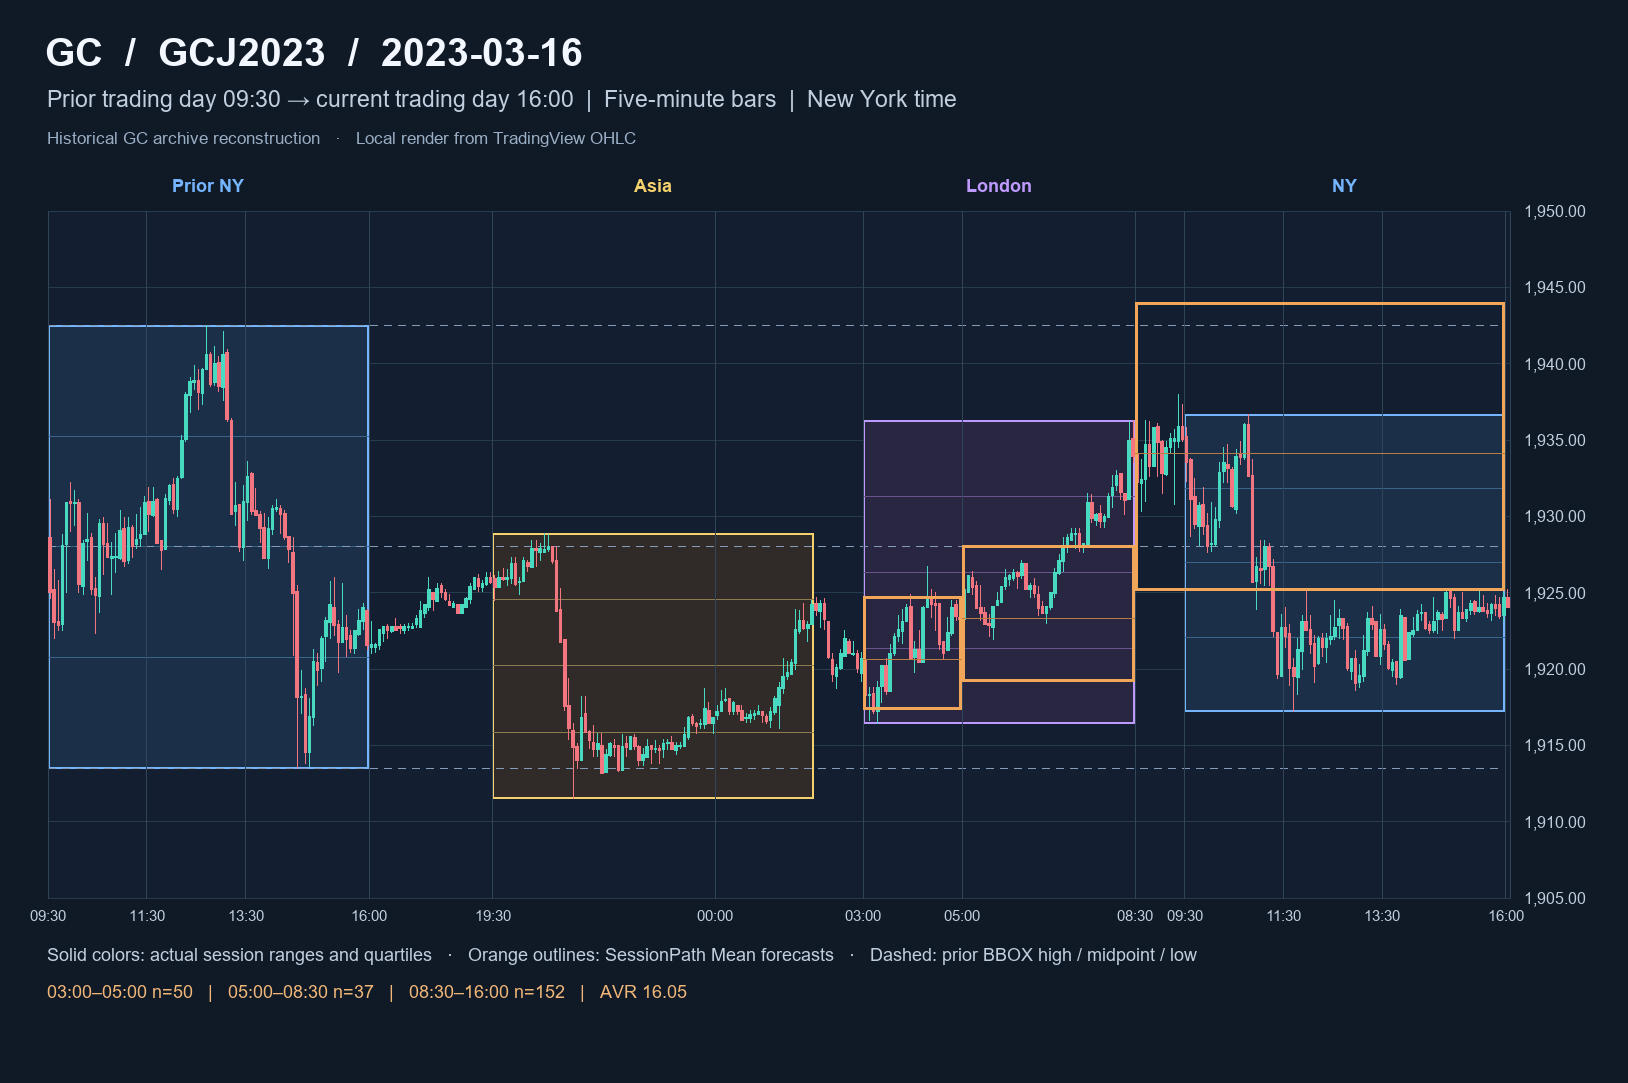 GC / GCJ2023 / 2023-03-16
Prior trading day 09:30 → current trading day 16:00 | Five-minute bars | New York time
Historical GC archive reconstruction · Local render from TradingView OHLC
Prior NY Asia London NY
1,950.00
1,945.00
1,940.00
1,935.00
1,930.00
1,925.00
1,920.00
1,915.00
1,910.00
1,905.00
09:30 11:30 13:30 16:00 19:30 00:00 03:00 05:00 08:30 09:30 11:30 13:30 16:00
Solid colors: actual session ranges and quartiles · Orange outlines: SessionPath Mean forecasts · Dashed: prior BBOX high / midpoint / low
03:00–05:00 n=50 | 05:00–08:30 n=37 | 08:30–16:00 n=152 | AVR 16.05